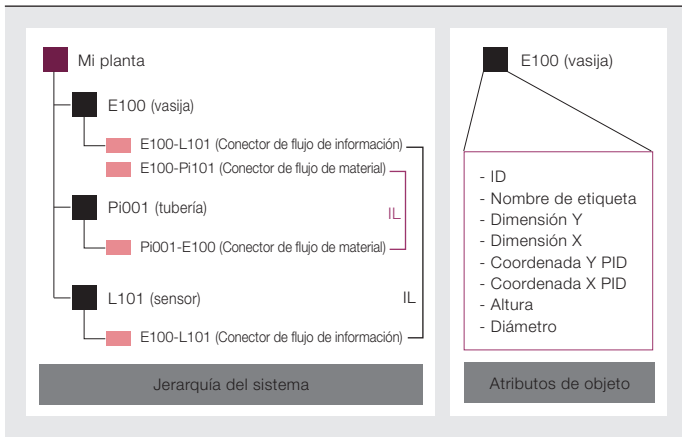 Mi planta
E100 (vasija)
E100-L101 (Conector de flujo de información)
E100-Pi101 (Conector de flujo de material)
IL
Pi001 (tubería)
Pi001-E100 (Conector de flujo de material)
L101 (sensor)
IL
E100-L101 (Conector de flujo de información)
Jerarquía del sistema
E100 (vasija)
- ID
- Nombre de etiqueta
- Dimensión Y
- Dimensión X
- Coordenada Y PID
- Coordenada X PID
- Altura
- Diámetro
Atributos de objeto